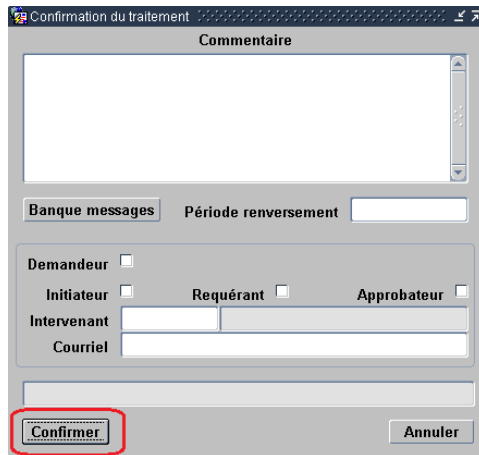 Confirmation du traitement
Commentaire
Banque messages Période renversement
Demandeur
Initiateur Requérant Approbateur
Intervenant
Courriel
Confirmer Annuler